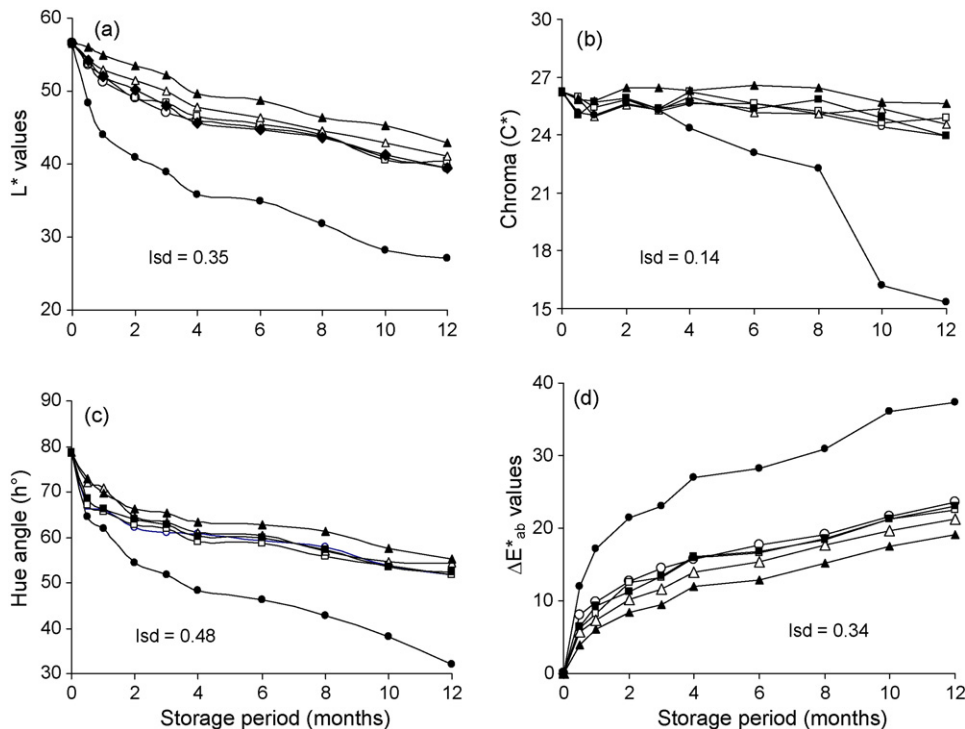 (a)
60
50
40
30
20
L* values
lsd = 0.35
0 2 4 6 8 10 12
(b)
30
27
24
21
18
15
Chroma (C*)
lsd = 0.14
0 2 4 6 8 10 12
(c)
90
80
70
60
50
40
30
Hue angle (h°)
lsd = 0.48
0 2 4 6 8 10 12
Storage period (months)
(d)
40
30
20
10
0
ΔE*ab values
lsd = 0.34
0 2 4 6 8 10 12
Storage period (months)